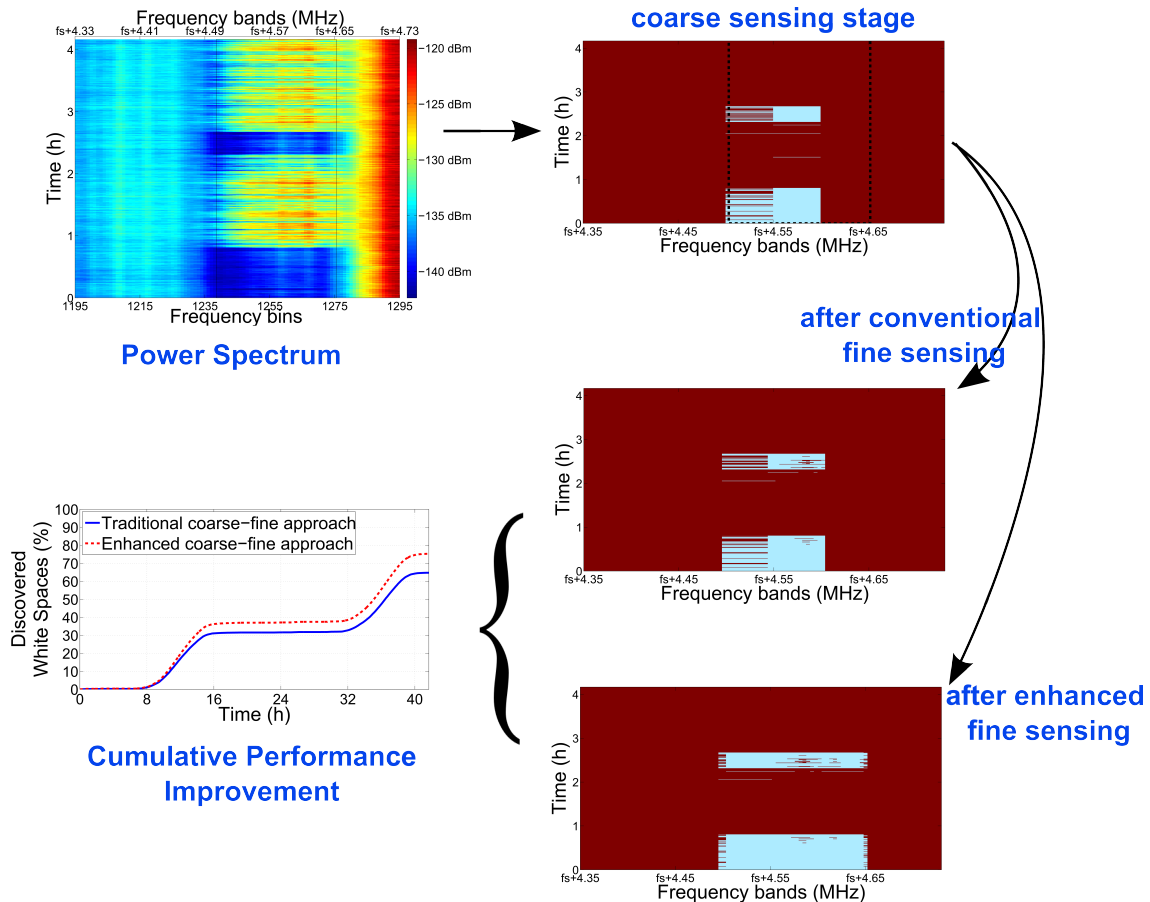 Frequency bands (MHz)
fs+4.33 fs+4.41 fs+4.49 fs+4.57 fs+4.65 fs+4.73
Time (h)
4
3
2
1
0
−120 dBm
−125 dBm
−130 dBm
−135 dBm
−140 dBm
1195 1215 1235 1255 1275 1295
Frequency bins
Power Spectrum
coarse sensing stage
Time (h)
4
3
2
1
0
fs+4.35 fs+4.45 fs+4.55 fs+4.65
Frequency bands (MHz)
after conventional
fine sensing
Time (h)
4
3
2
1
0
fs+4.35 fs+4.45 fs+4.55 fs+4.65
Frequency bands (MHz)
after enhanced
fine sensing
Time (h)
4
3
2
1
0
fs+4.35 fs+4.45 fs+4.55 fs+4.65
Frequency bands (MHz)
Discovered
White Spaces (%)
100
90
80
70
60
50
40
30
20
10
0
Traditional coarse−fine approach
Enhanced coarse−fine approach
0 8 16 24 32 40
Time (h)
Cumulative Performance
Improvement